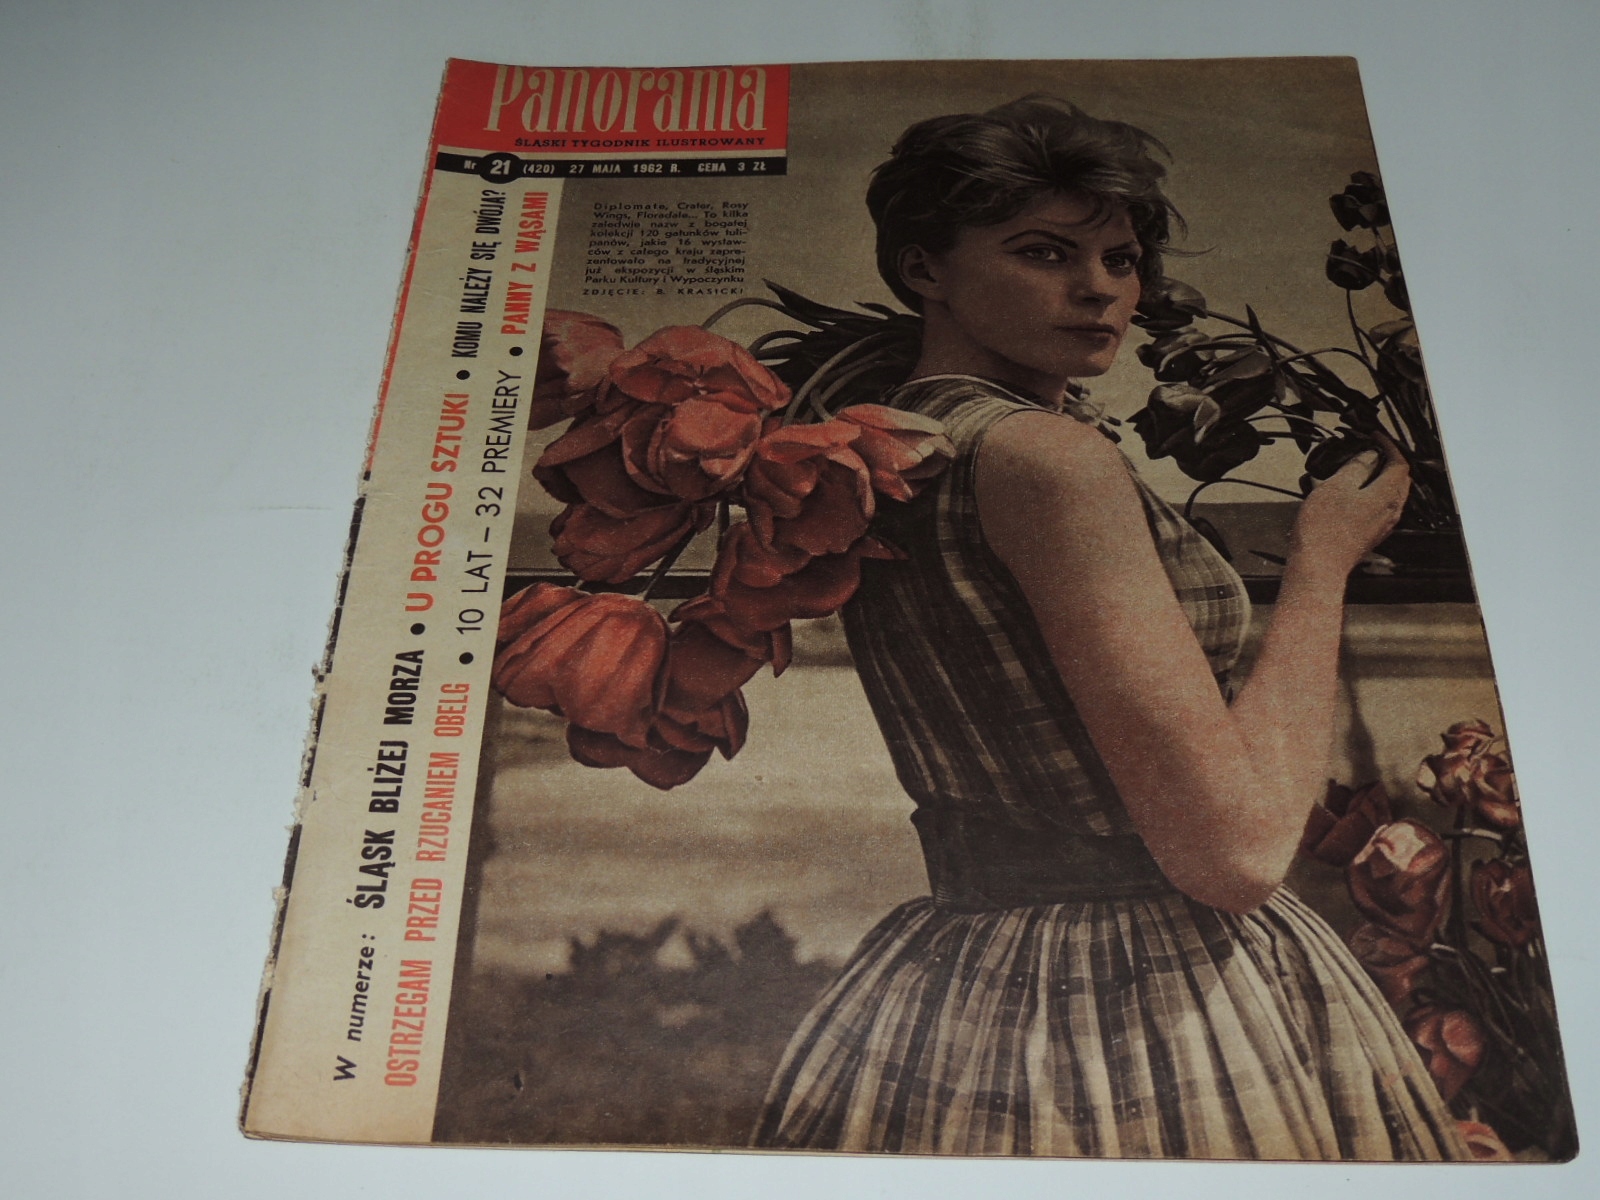 Panorama
ŚLĄSKI TYGODNIK ILUSTROWANY
Nr 21 (420) 27 MAJA 1962 R. CENA 3 ZŁ
Diplomate, Crater, Rosy
Wings, Floradale... To kilka
zaledwie nazw z bogatej
kolekcji 120 gatunków tuli-
panów, jakie 16 wystaw-
ców z całego kraju zapre-
zentowało na tradycyjnej
już ekspozycji w śląskim
Parku Kultury i Wypoczynku
ZDJĘCIE: B. KRASICKI
W numerze: ŚLĄSK BLIŻEJ MORZA • U PROGU SZTUKI • KOMU NALEŻY SIĘ DWÓJA?
OSTRZEGAM PRZED RZUCANIEM OBELG • 10 LAT – 32 PREMIERY • PANNY Z WĄSAMI